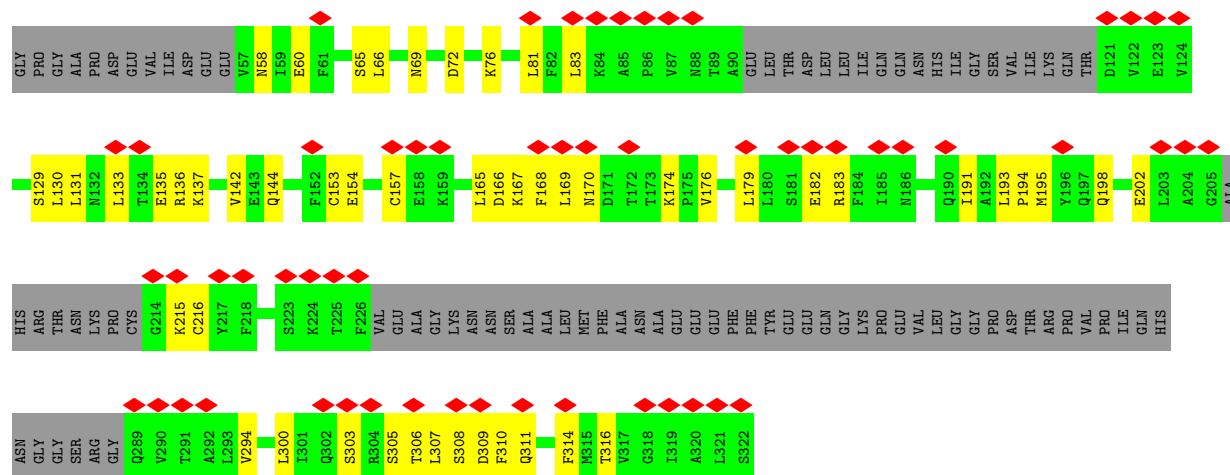 GLY PRO GLY ALA PRO ASP GLU VAL ILE ASP GLU GLU V57 N58 I59 E60 F61 S65 L66 N69 D72 K76 L81 F82 L83 K84 A85 P86 V87 N88 T89 A90 GLU LEU THR ASP LEU LEU ILE GLN GLN ASN HIS ILE GLY SER VAL ILE LYS GLN THR D121 V122 E123 V124
S129 L130 L131 N132 L133 T134 E135 R136 K137 V142 E143 Q144 F152 C153 E154 C157 E158 K159 L165 D166 K167 F168 L169 N170 D171 T172 T173 K174 P175 V176 L179 L180 S181 E182 R183 F184 I185 N186 Q190 I191 A192 L193 P194 M195 Y196 Q197 Q198 E202 L203 A204 G205 ALA
HIS ARG THR ASN LYS PRO CYS G214 K215 C216 Y217 F218 S223 K224 T225 F226 VAL GLU ALA GLY LYS ASN ASN SER ALA ALA LEU MET PHE ALA ASN ALA GLU GLU GLU PHE PHE TYR GLU GLU GLN GLY LYS PRO GLU VAL LEU GLY GLY PRO ASP THR ARG PRO VAL PRO ILE GLN HIS
ASN GLY GLY SER ARG GLY Q289 V290 T291 A292 L293 V294 L300 I301 Q302 S303 R304 S305 T306 L307 S308 D309 F310 Q311 F314 M315 T316 V317 G318 I319 A320 L321 S322